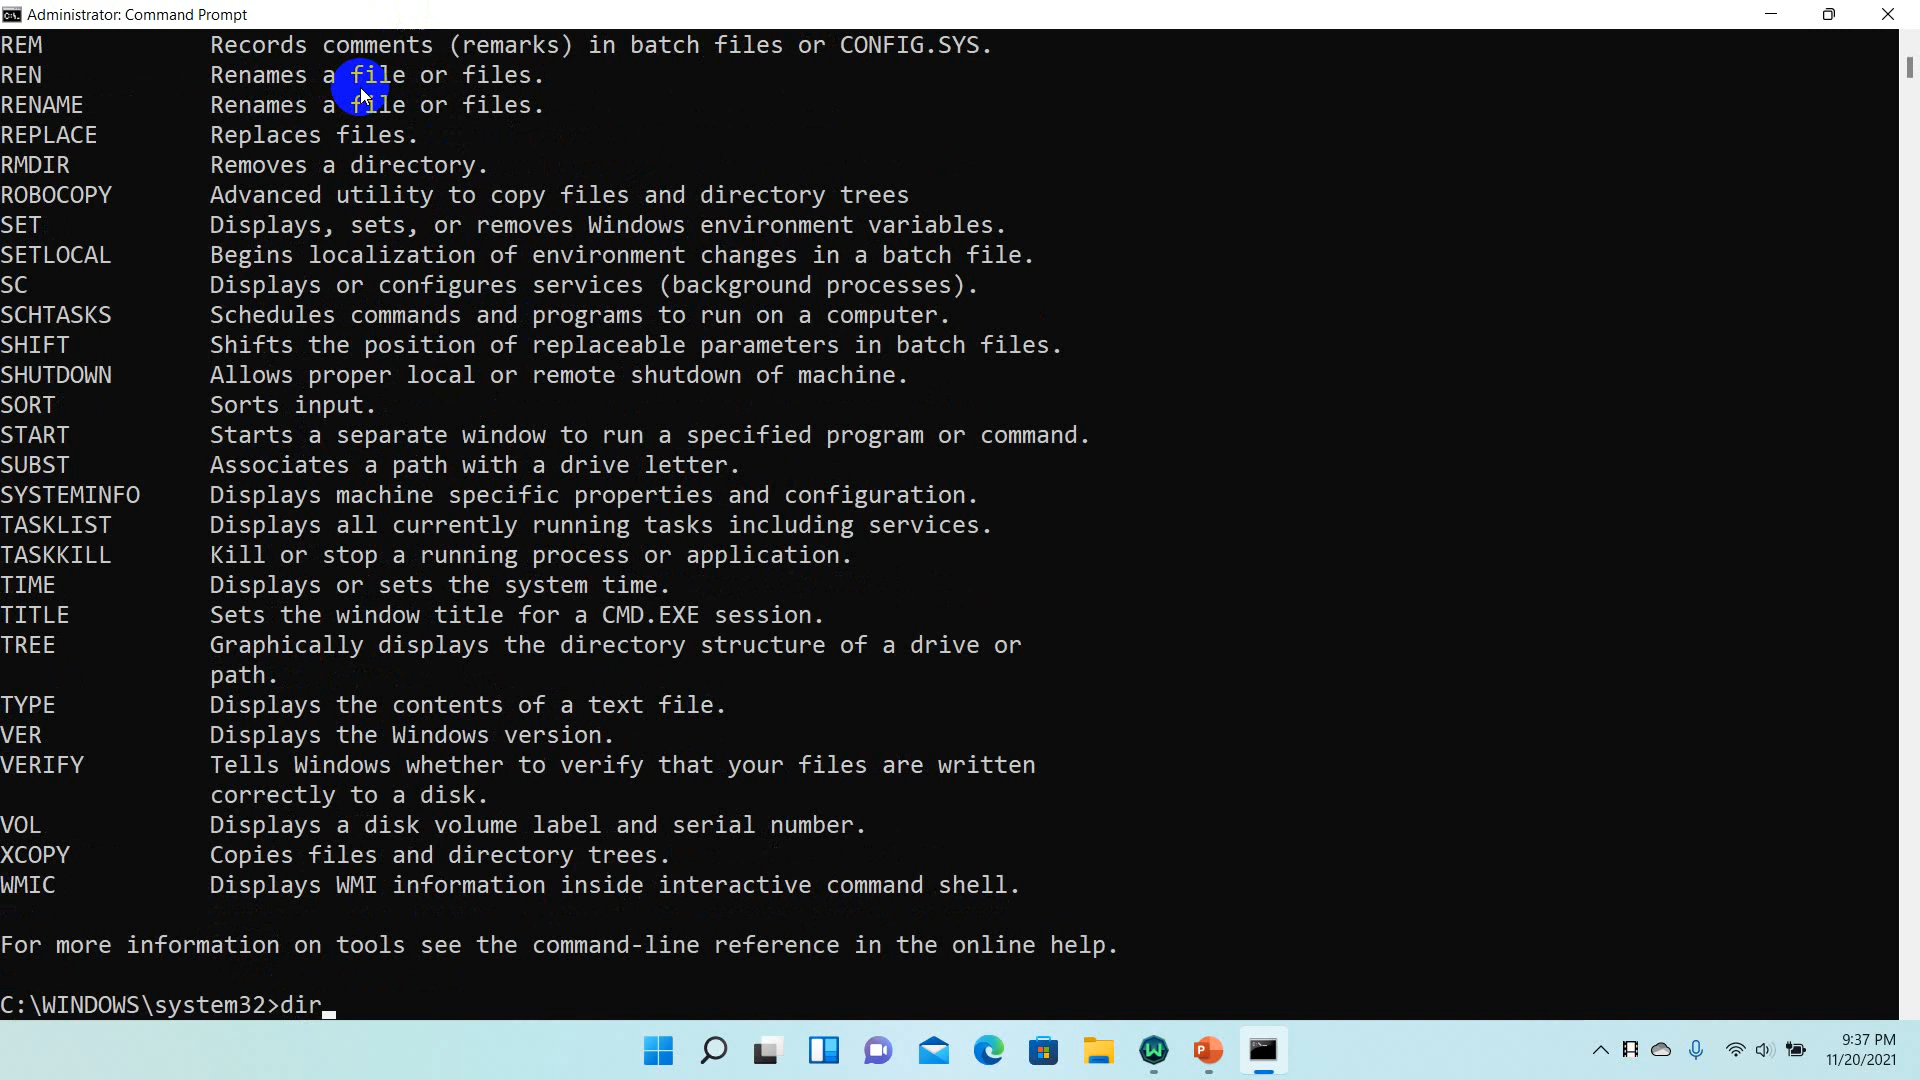 Administrator: Command Prompt
REM Records comments (remarks) in batch files or CONFIG.SYS.
REN Renames a file or files.
RENAME Renames a file or files.
REPLACE Replaces files.
RMDIR Removes a directory.
ROBOCOPY Advanced utility to copy files and directory trees
SET Displays, sets, or removes Windows environment variables.
SETLOCAL Begins localization of environment changes in a batch file.
SC Displays or configures services (background processes).
SCHTASKS Schedules commands and programs to run on a computer.
SHIFT Shifts the position of replaceable parameters in batch files.
SHUTDOWN Allows proper local or remote shutdown of machine.
SORT Sorts input.
START Starts a separate window to run a specified program or command.
SUBST Associates a path with a drive letter.
SYSTEMINFO Displays machine specific properties and configuration.
TASKLIST Displays all currently running tasks including services.
TASKKILL Kill or stop a running process or application.
TIME Displays or sets the system time.
TITLE Sets the window title for a CMD.EXE session.
TREE Graphically displays the directory structure of a drive or
path.
TYPE Displays the contents of a text file.
VER Displays the Windows version.
VERIFY Tells Windows whether to verify that your files are written
correctly to a disk.
VOL Displays a disk volume label and serial number.
XCOPY Copies files and directory trees.
WMIC Displays WMI information inside interactive command shell.
For more information on tools see the command-line reference in the online help.
C:\WINDOWS\system32>dir
9:37 PM
11/20/2021